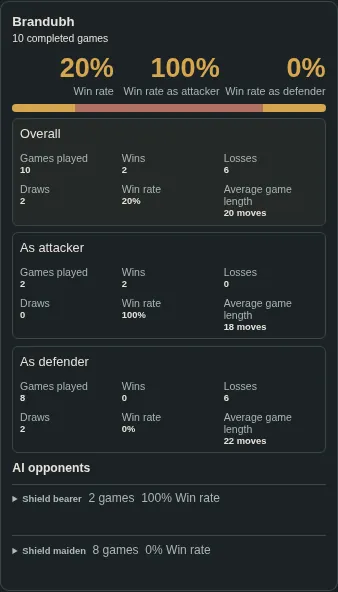 Brandubh
10 completed games
20% 100% 0%
Win rate Win rate as attacker Win rate as defender
Overall
Games played Wins Losses
10 2 6
Draws Win rate Average game
length
2 20%
20 moves
As attacker
Games played Wins Losses
2 2 0
Draws Win rate Average game
length
0 100%
18 moves
As defender
Games played Wins Losses
8 0 6
Draws Win rate Average game
length
2 0%
22 moves
AI opponents
Shield bearer 2 games 100% Win rate
Shield maiden 8 games 0% Win rate